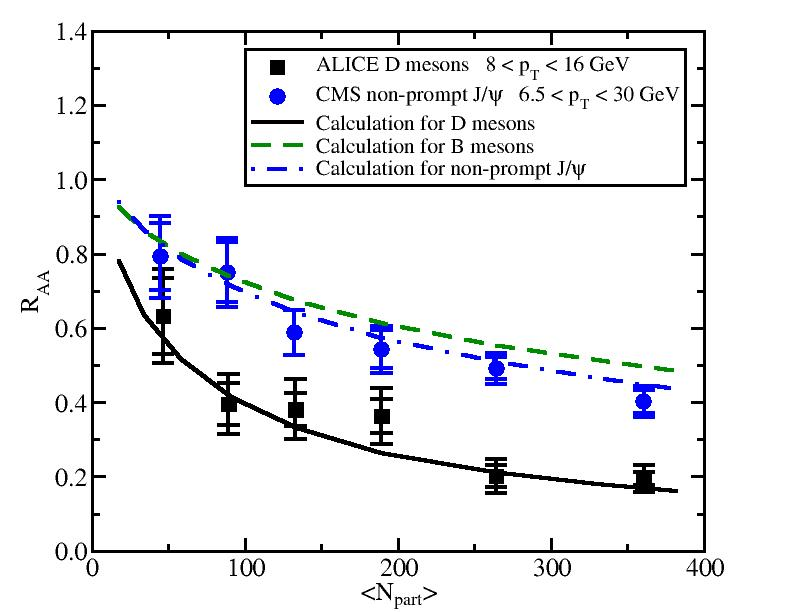 1.4
1.2
1.0
0.8
0.6
0.4
0.2
0.0
R_AA
ALICE D mesons 8 < p_T < 16 GeV
CMS non-prompt J/ψ 6.5 < p_T < 30 GeV
Calculation for D mesons
Calculation for B mesons
Calculation for non-prompt J/ψ
0 100 200 300 400
<N_part>